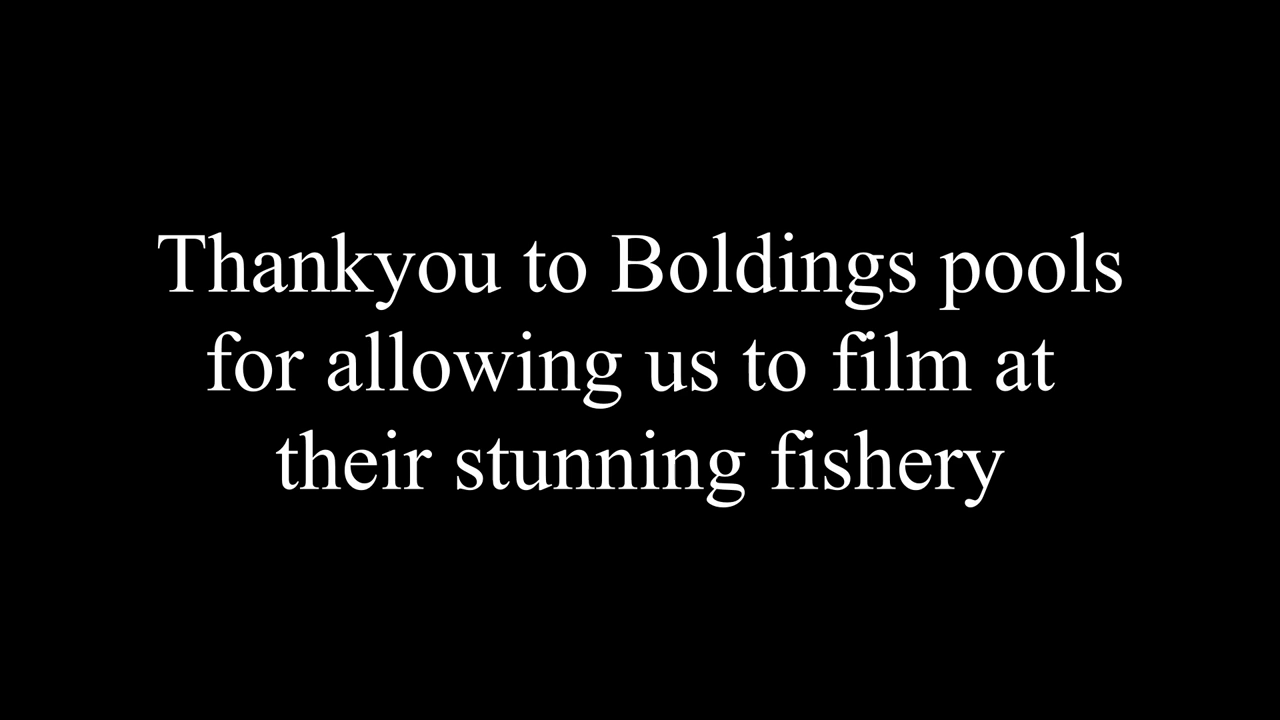 Thankyou to Boldings pools
for allowing us to film at
their stunning fishery